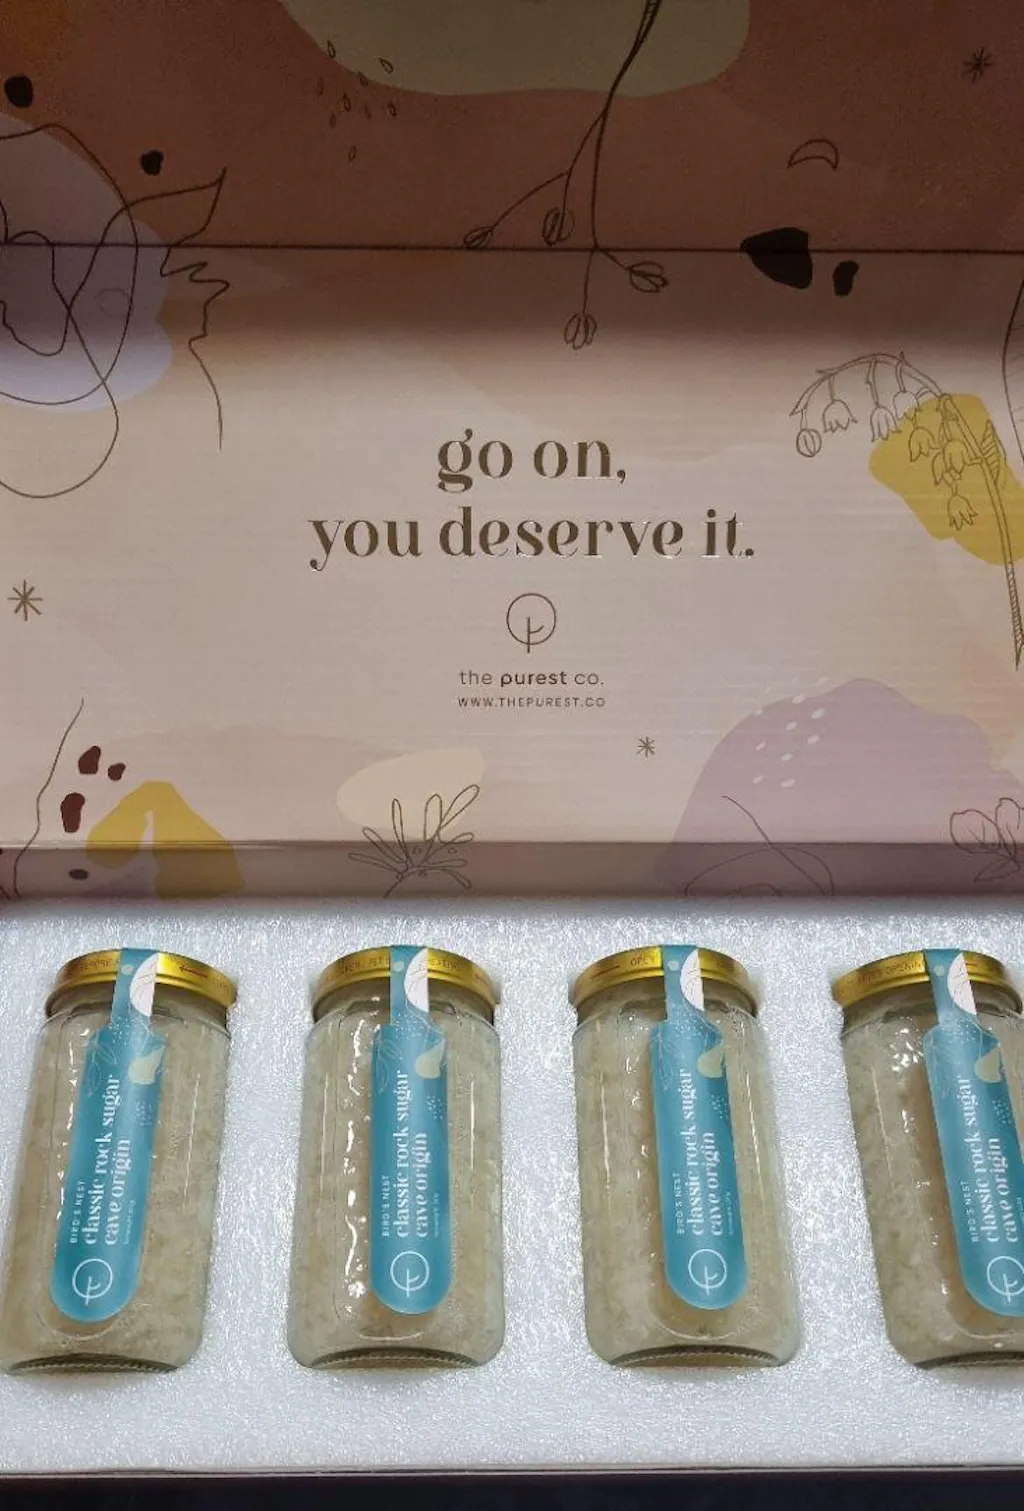 go on,
you deserve it.
the purest co.
WWW.THEPUREST.CO
BIRD'S NEST
classic rock sugar
cave origin
BIRD'S NEST
classic rock sugar
cave origin
BIRD'S NEST
classic rock sugar
cave origin
BIRD'S NEST
classic rock sugar
cave origin